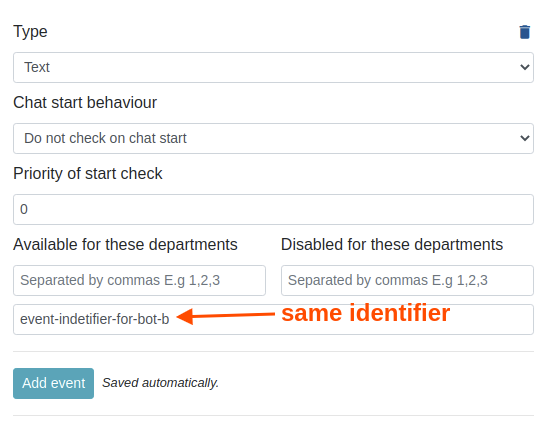 Type
Text
Chat start behaviour
Do not check on chat start
Priority of start check
0
Available for these departments Disabled for these departments
Separated by commas E.g 1,2,3 Separated by commas E.g 1,2,3
event-indetifier-for-bot-b same identifier
Add event Saved automatically.